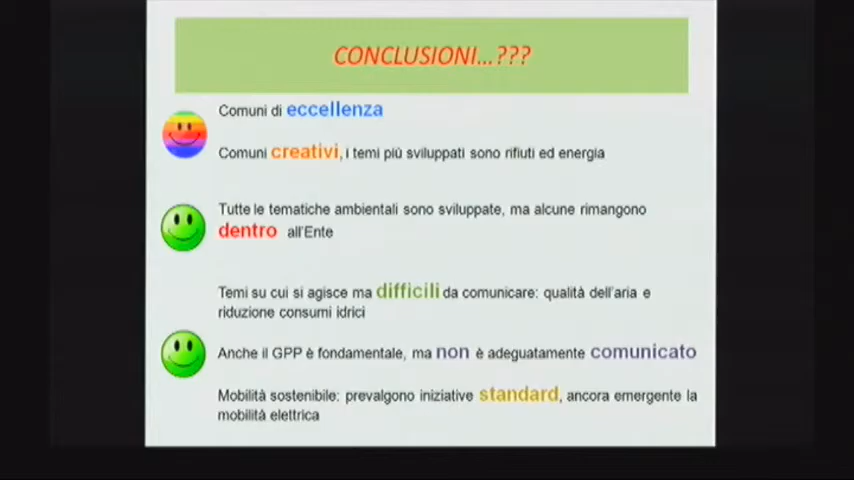 CONCLUSIONI...???
Comuni di eccellenza
Comuni creativi, i temi più sviluppati sono rifiuti ed energia
Tutte le tematiche ambientali sono sviluppate, ma alcune rimangono
dentro all'Ente
Temi su cui si agisce ma difficili da comunicare: qualità dell'aria e
riduzione consumi idrici
Anche il GPP è fondamentale, ma non è adeguatamente comunicato
Mobilità sostenibile: prevalgono iniziative standard, ancora emergente la
mobilità elettrica